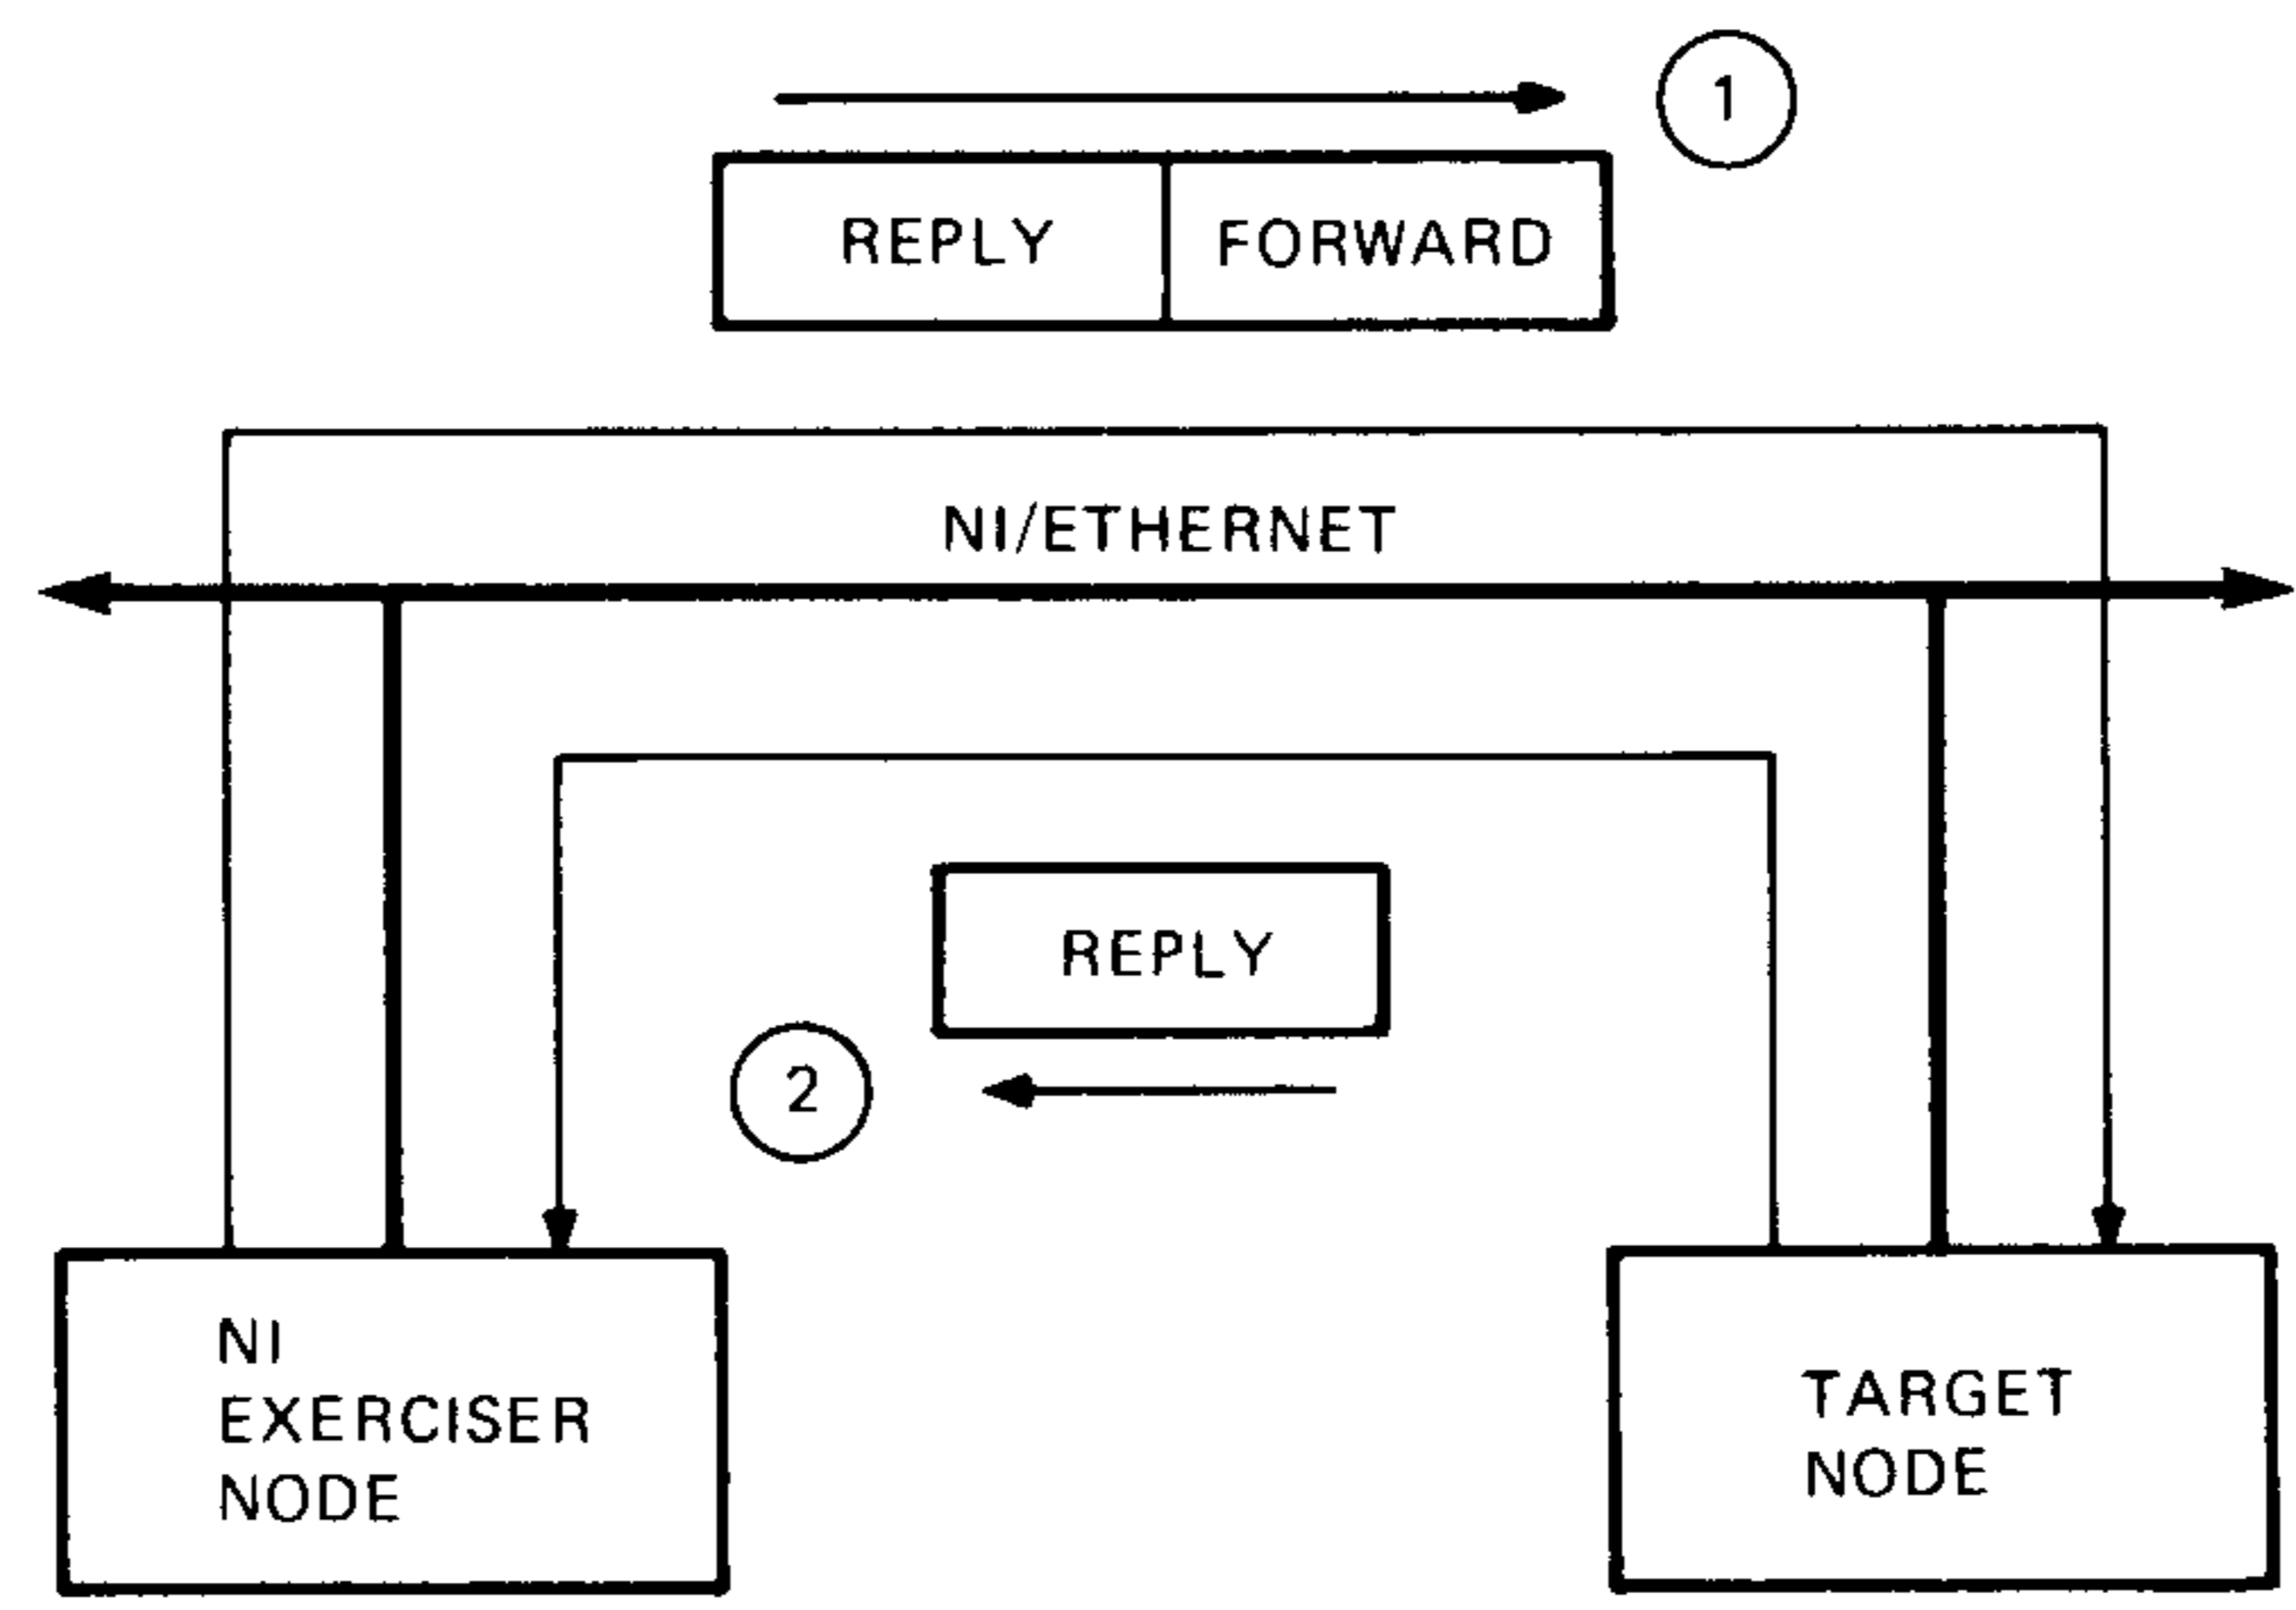 1
REPLY FORWARD
NI/ETHERNET
REPLY
2
NI
EXERCISER
NODE
TARGET
NODE